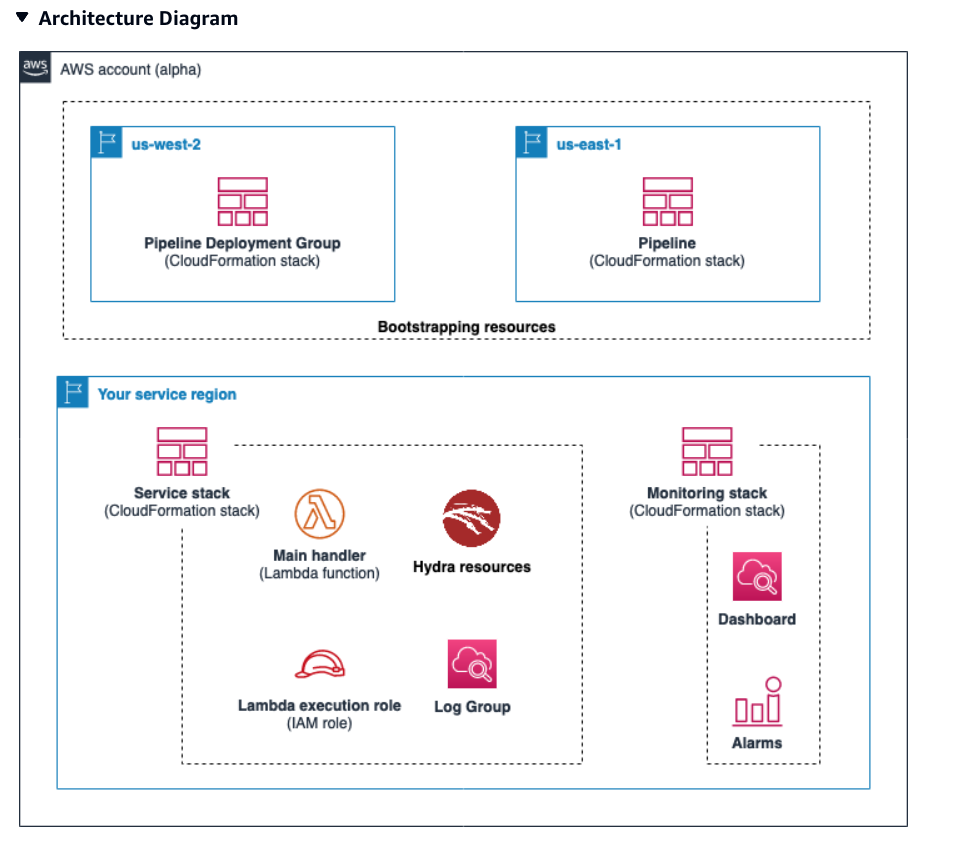 Architecture Diagram
aws
AWS account (alpha)
us-west-2
us-east-1
Pipeline Deployment Group
(CloudFormation stack)
Pipeline
(CloudFormation stack)
Bootstrapping resources
Your service region
Service stack
(CloudFormation stack)
Main handler
(Lambda function)
Hydra resources
Lambda execution role
(IAM role)
Log Group
Monitoring stack
(CloudFormation stack)
Dashboard
Alarms